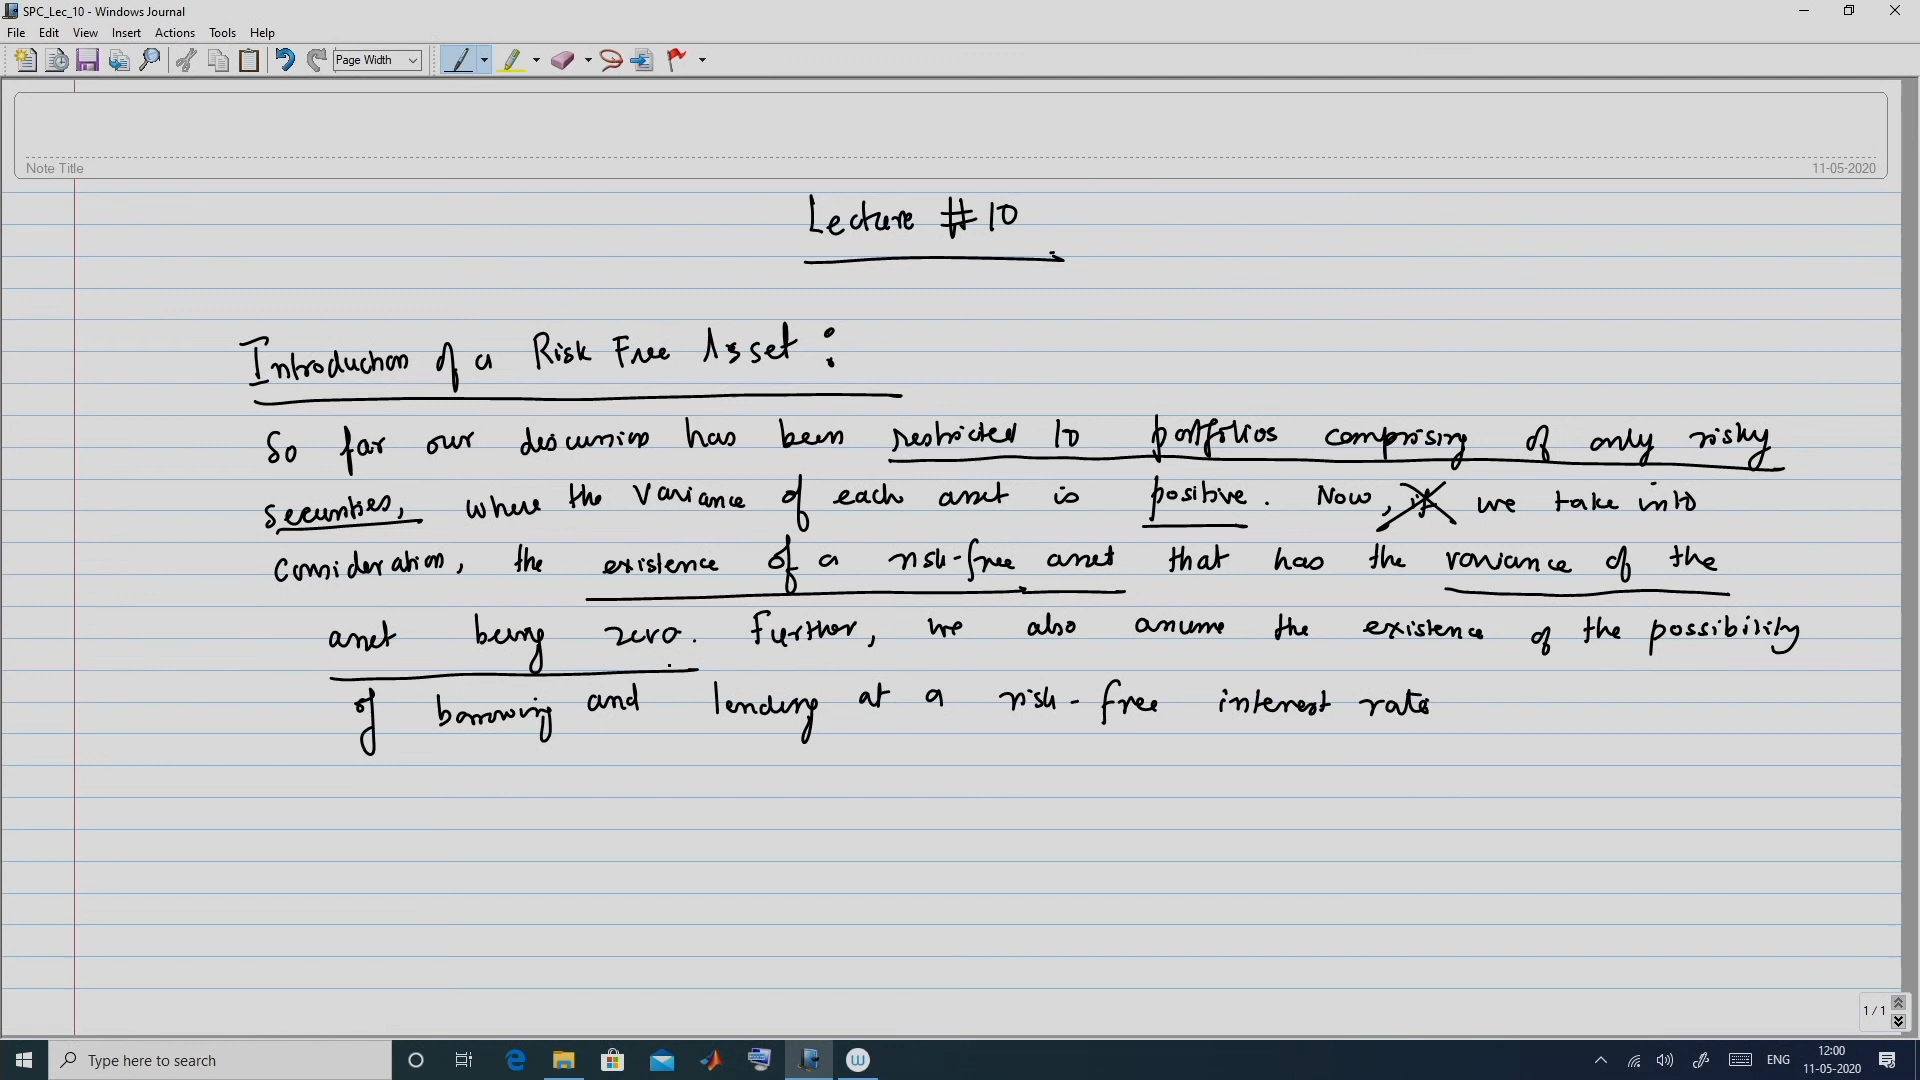 SPC_Lec_10 - Windows Journal
File Edit View Insert Actions Tools Help
Page Width
Note Title
11-05-2020
Lecture #10
Introduction of a Risk Free Asset :
So far our discussion has been restricted to portfolios comprising of only risky
securities, where the variance of each asset is positive. Now, if we take into
consideration, the existence of a risk-free asset that has the variance of the
asset being zero. Further, we also assume the existence of the possibility
of borrowing and lending at a risk-free interest rate
1 / 1
Type here to search
ENG
12:00
11-05-2020